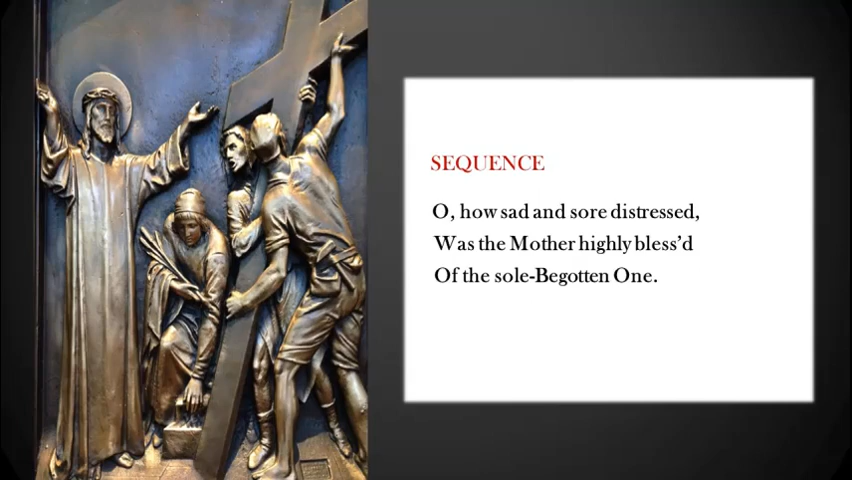 SEQUENCE
O, how sad and sore distressed,
Was the Mother highly bless’d
Of the sole-Begotten One.